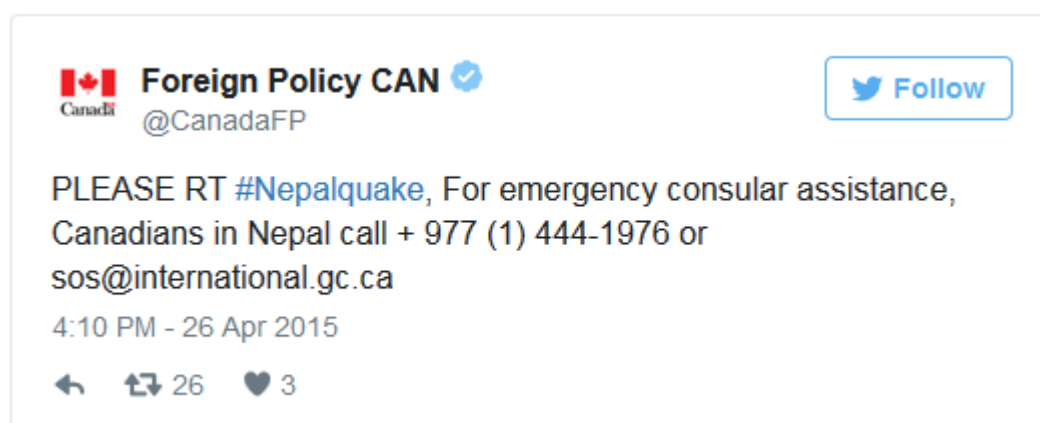 Canada
Foreign Policy CAN
@CanadaFP
Follow
PLEASE RT #Nepalquake, For emergency consular assistance,
Canadians in Nepal call + 977 (1) 444-1976 or
sos@international.gc.ca
4:10 PM - 26 Apr 2015
26 3